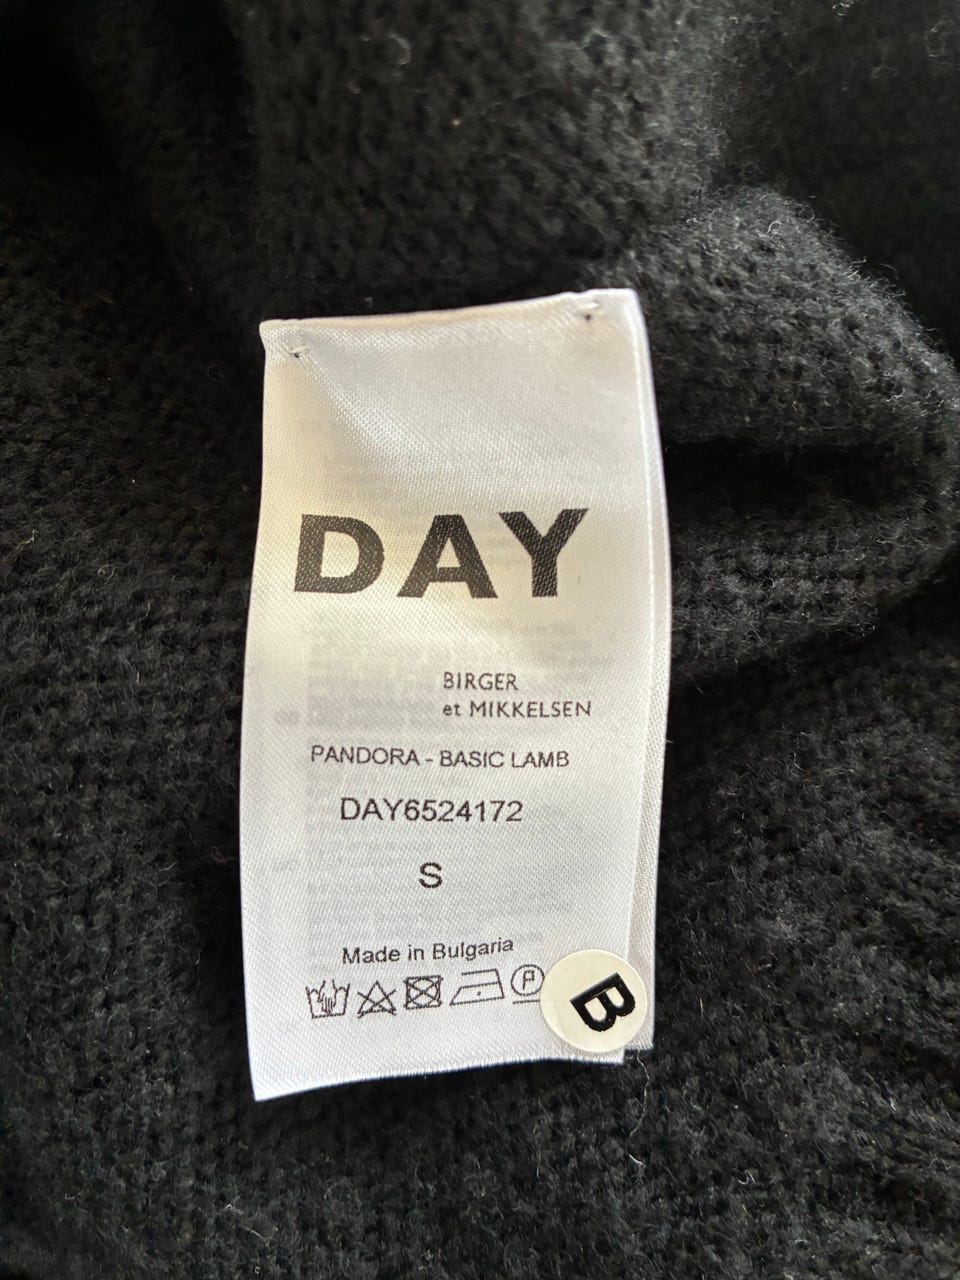 DAY
BIRGER
et MIKKELSEN
PANDORA - BASIC LAMB
DAY6524172
S
Made in Bulgaria
P
B